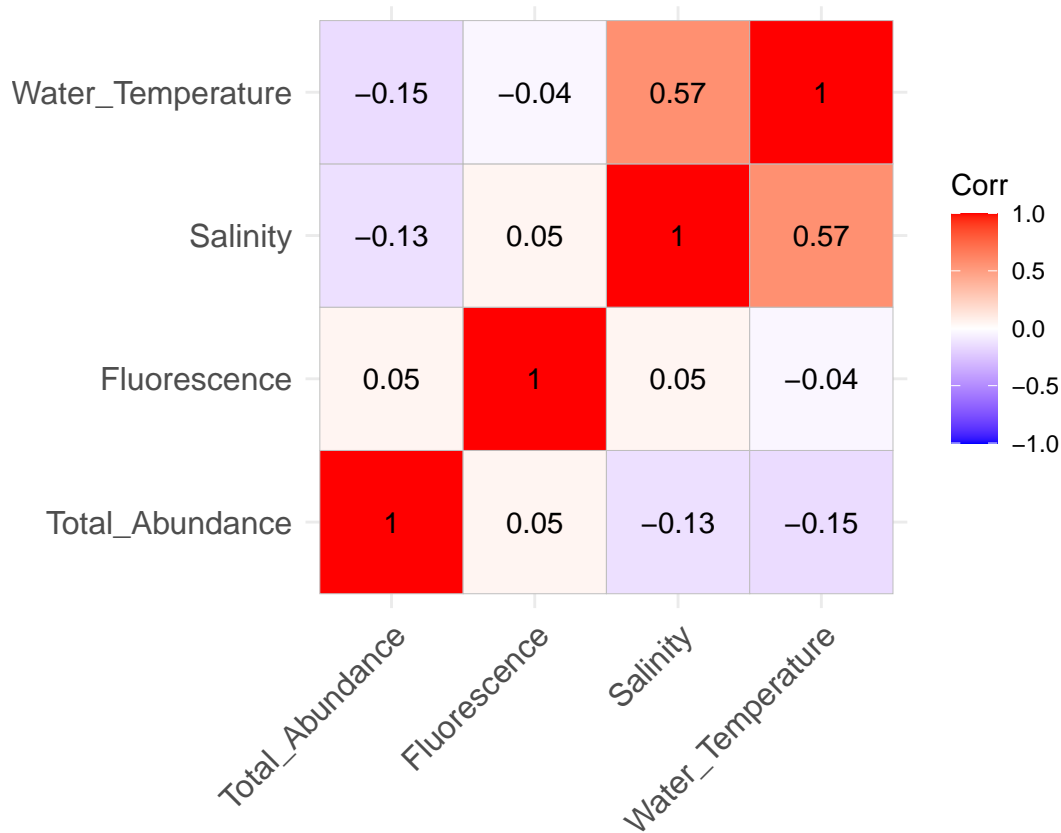 Water_Temperature −0.15 −0.04 0.57 1
Salinity −0.13 0.05 1 0.57
Fluorescence 0.05 1 0.05 −0.04
Total_Abundance 1 0.05 −0.13 −0.15
Total_Abundance Fluorescence Salinity Water_Temperature
Corr
1.0
0.5
0.0
−0.5
−1.0